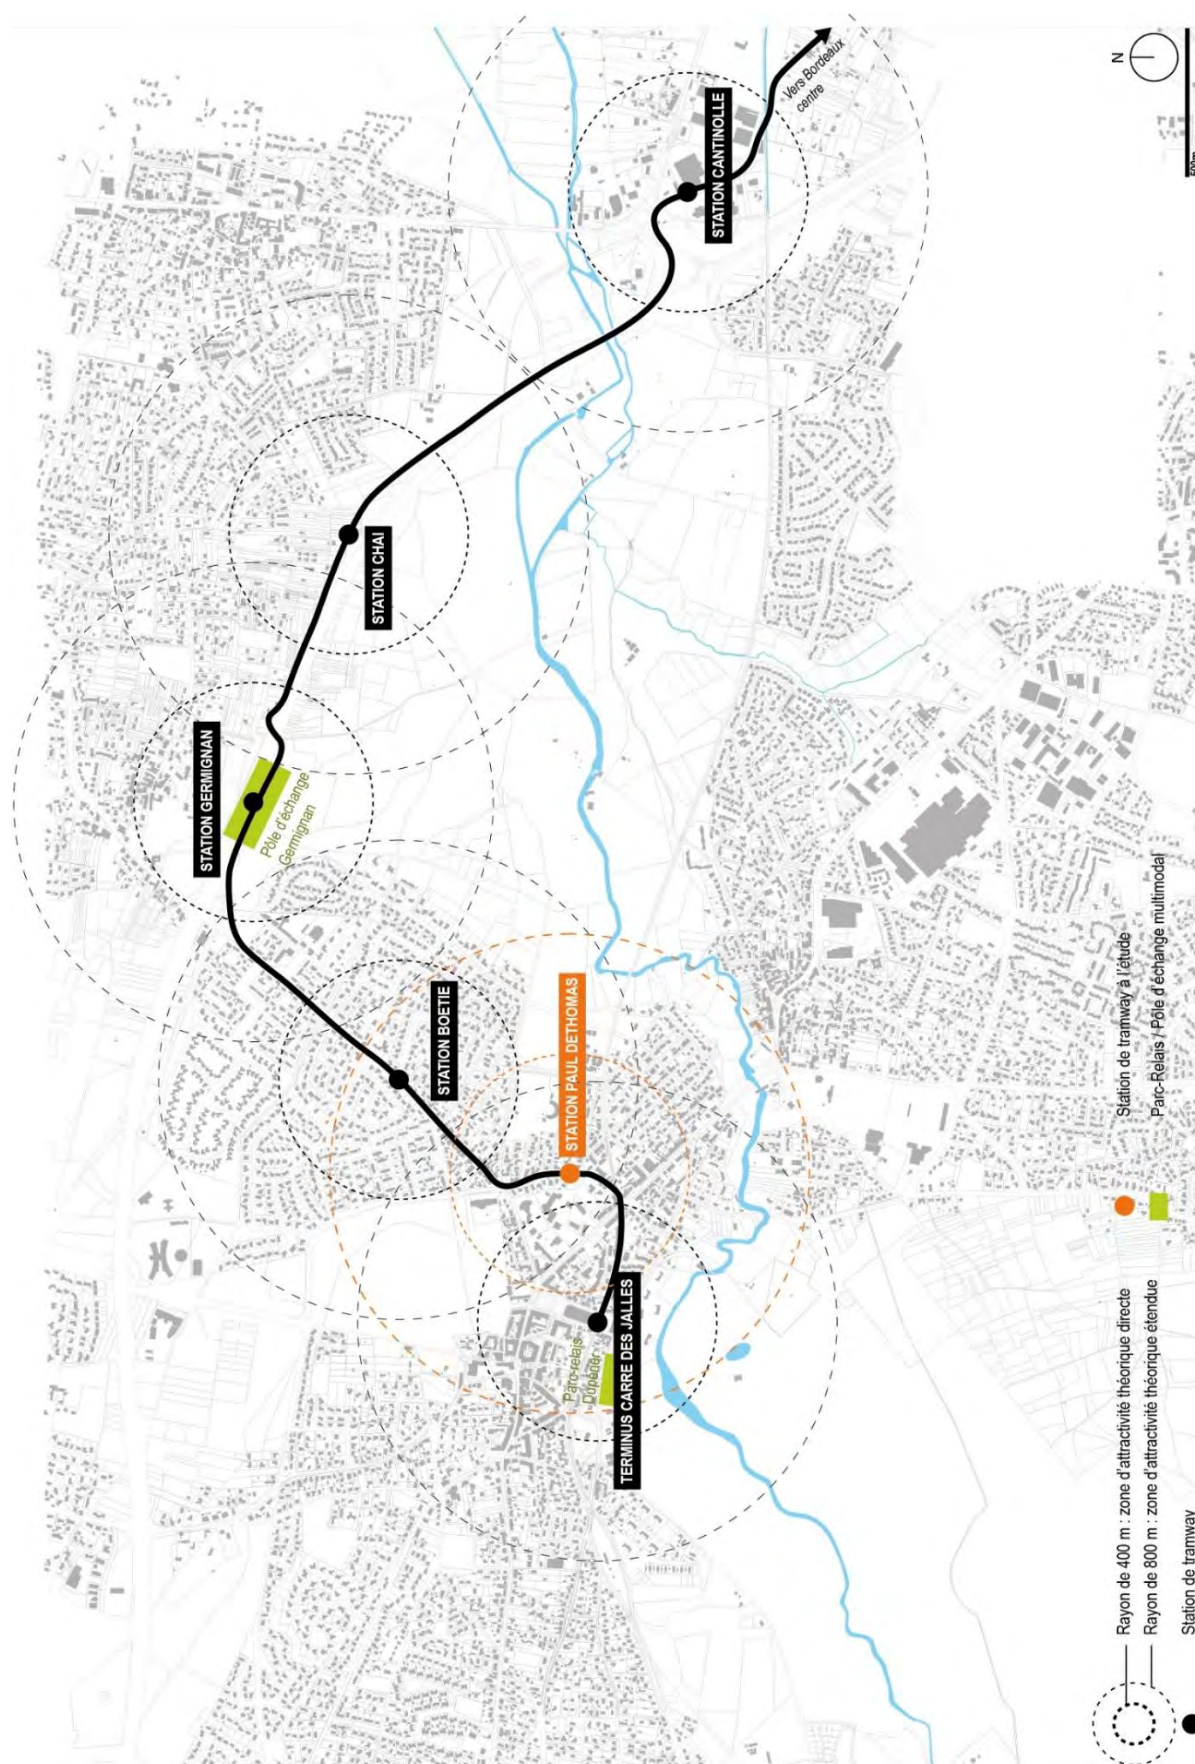 Vers Bordeaux
centre
N
500m
STATION CANTINOLLE
STATION CHAI
STATION GERMIGNAN
Pôle d'échange
Germignan
STATION BOETIE
STATION PAUL DETHOMAS
Parc-relais
Dupérier
TERMINUS CARRE DES JALLES
Rayon de 400 m : zone d'attractivité théorique directe
Rayon de 800 m : zone d'attractivité théorique étendue
Station de tramway
Station de tramway à l'étude
Parc-Relais / Pôle d'échange multimodal